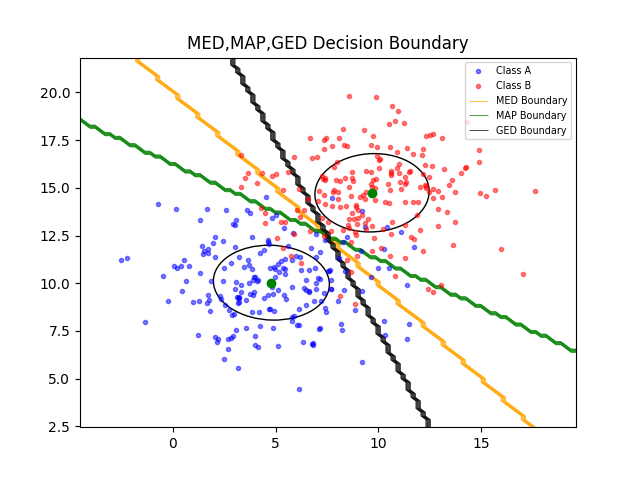 MED,MAP,GED Decision Boundary
Class A
Class B
MED Boundary
MAP Boundary
GED Boundary
20.0
17.5
15.0
12.5
10.0
7.5
5.0
2.5
0 5 10 15